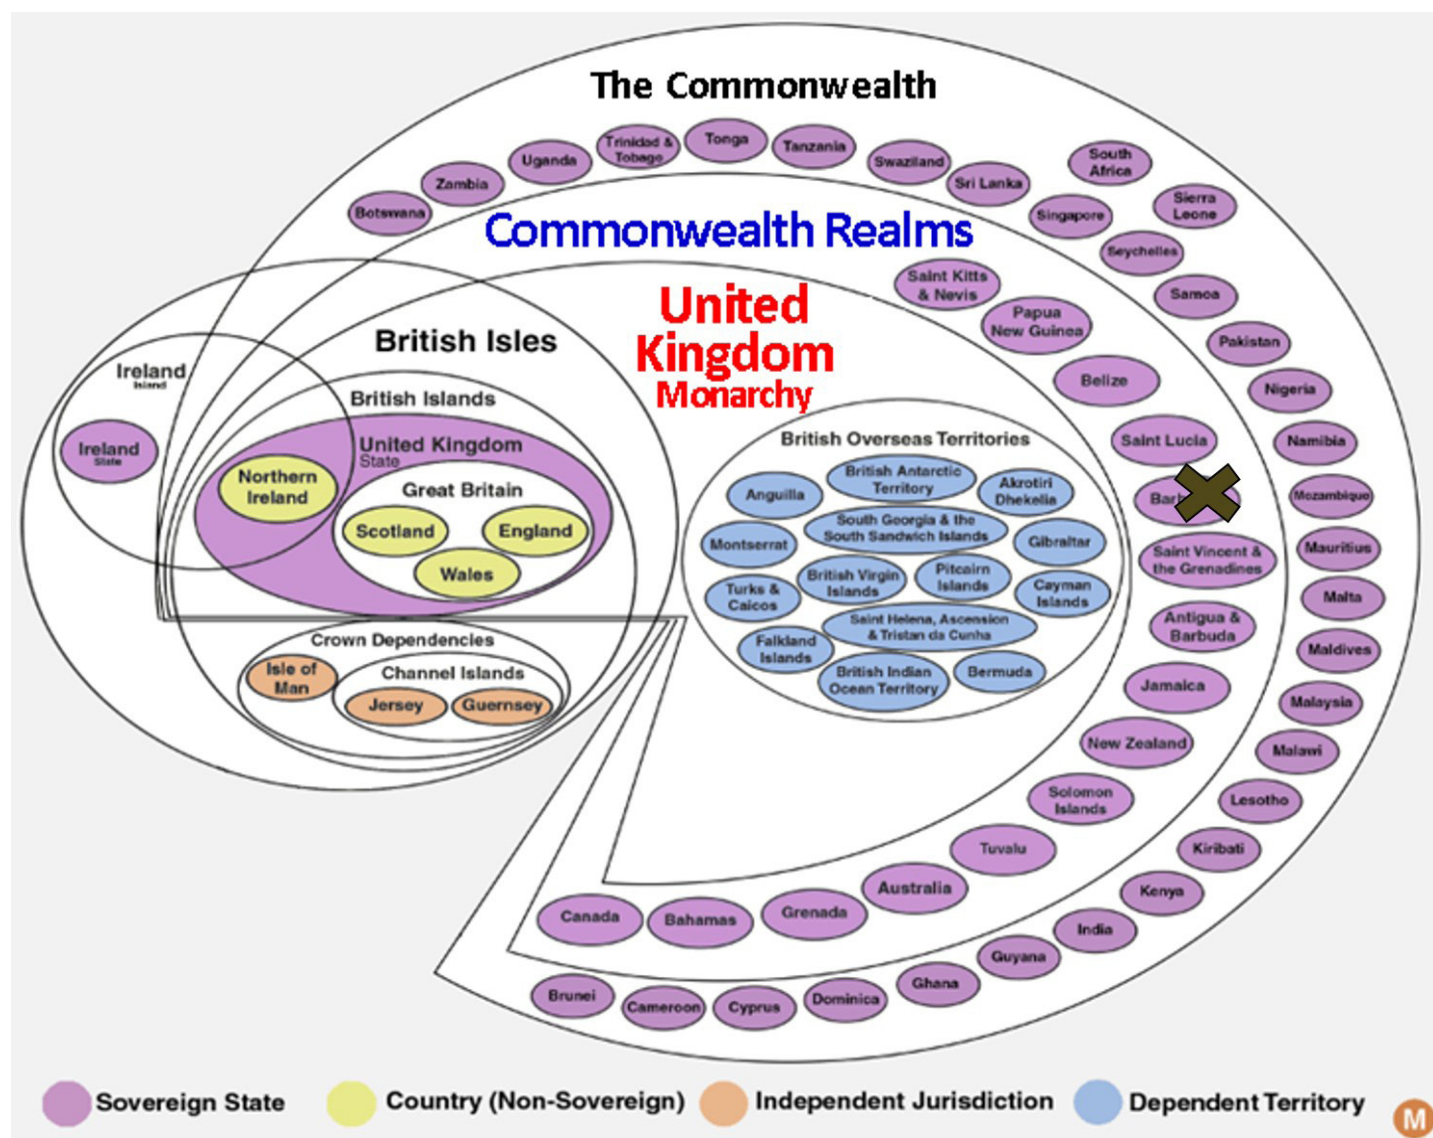 The Commonwealth
Botswana
Zambia
Uganda
Trinidad &
Tobago
Tonga
Tanzania
Swaziland
Sri Lanka
Singapore
South
Africa
Sierra
Leone
Seychelles
Samoa
Pakistan
Nigeria
Namibia
Mozambique
Mauritius
Malta
Maldives
Malaysia
Malawi
Lesotho
Kiribati
Kenya
India
Guyana
Ghana
Dominica
Cyprus
Cameroon
Brunei
Commonwealth Realms
Saint Kitts
& Nevis
Papua
New Guinea
Belize
Saint Lucia
Saint Vincent &
the Grenadines
Antigua &
Barbuda
Jamaica
New Zealand
Solomon
Islands
Tuvalu
Australia
Grenada
Bahamas
Canada
United
Kingdom
Monarchy
British Isles
Ireland
Island
Ireland
State
British Islands
United Kingdom
State
Northern
Ireland
Great Britain
Scotland
England
Wales
Crown Dependencies
Isle of
Man
Channel Islands
Jersey
Guernsey
British Overseas Territories
British Antarctic
Territory
Anguilla
Akrotiri
Dhekelia
South Georgia & the
South Sandwich Islands
Montserrat
Gibraltar
British Virgin
Islands
Pitcairn
Islands
Turks &
Caicos
Cayman
Islands
Saint Helena, Ascension
& Tristan da Cunha
Falkland
Islands
British Indian
Ocean Territory
Bermuda
Sovereign State
Country (Non-Sovereign)
Independent Jurisdiction
Dependent Territory
M